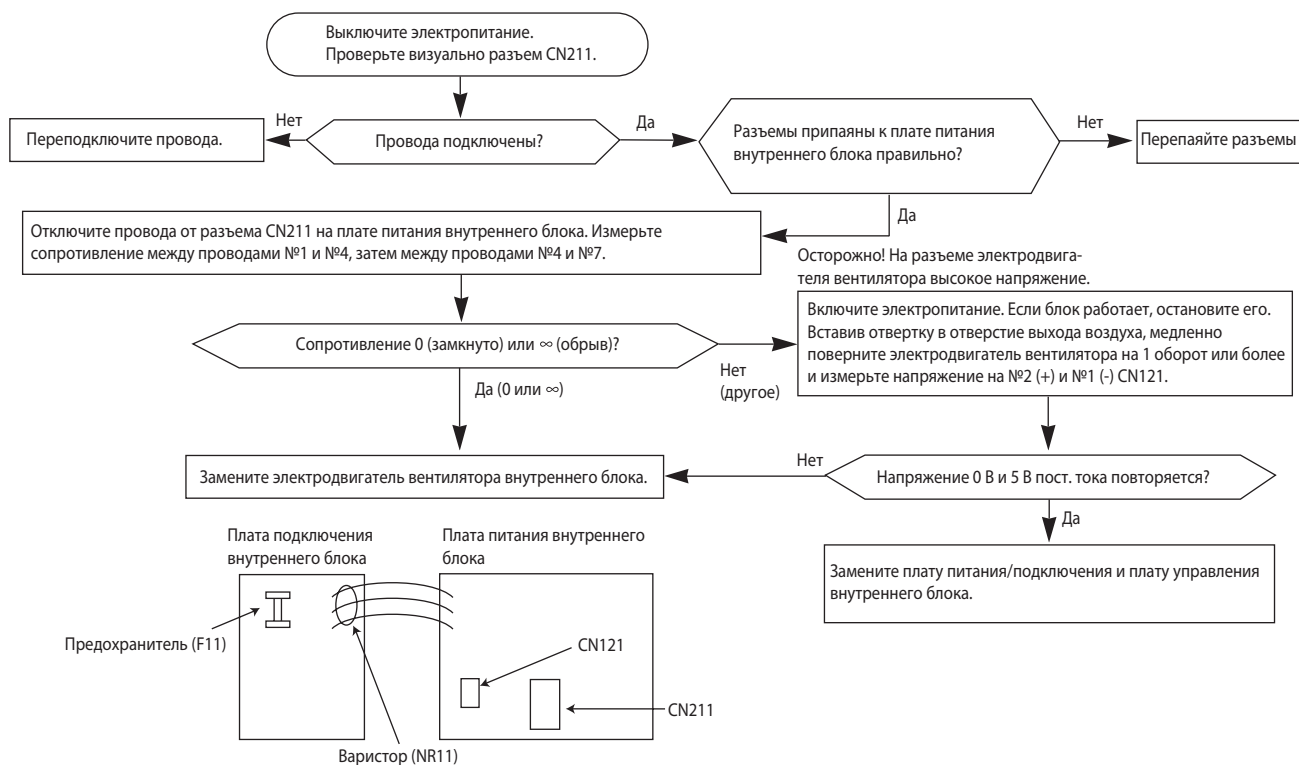 Выключите электропитание.
Проверьте визуально разъем CN211.
Нет
Да
Переподключите провода.
Провода подключены?
Разъемы припаяны к плате питания
внутреннего блока правильно?
Нет
Перепаяйте разъемы
Да
Отключите провода от разъема CN211 на плате питания внутреннего блока. Измерьте
сопротивление между проводами №1 и №4, затем между проводами №4 и №7.
Осторожно! На разъеме электродвига-
теля вентилятора высокое напряжение.
Включите электропитание. Если блок работает, остановите его.
Вставив отвертку в отверстие выхода воздуха, медленно
поверните электродвигатель вентилятора на 1 оборот или более
и измерьте напряжение на №2 (+) и №1 (-) CN121.
Сопротивление 0 (замкнуто) или ∞ (обрыв)?
Нет
(другое)
Да (0 или ∞)
Замените электродвигатель вентилятора внутреннего блока.
Нет
Напряжение 0 В и 5 В пост. тока повторяется?
Да
Замените плату питания/подключения и плату управления
внутреннего блока.
Плата подключения
внутреннего блока
Плата питания внутреннего
блока
Предохранитель (F11)
CN121
CN211
Варистор (NR11)